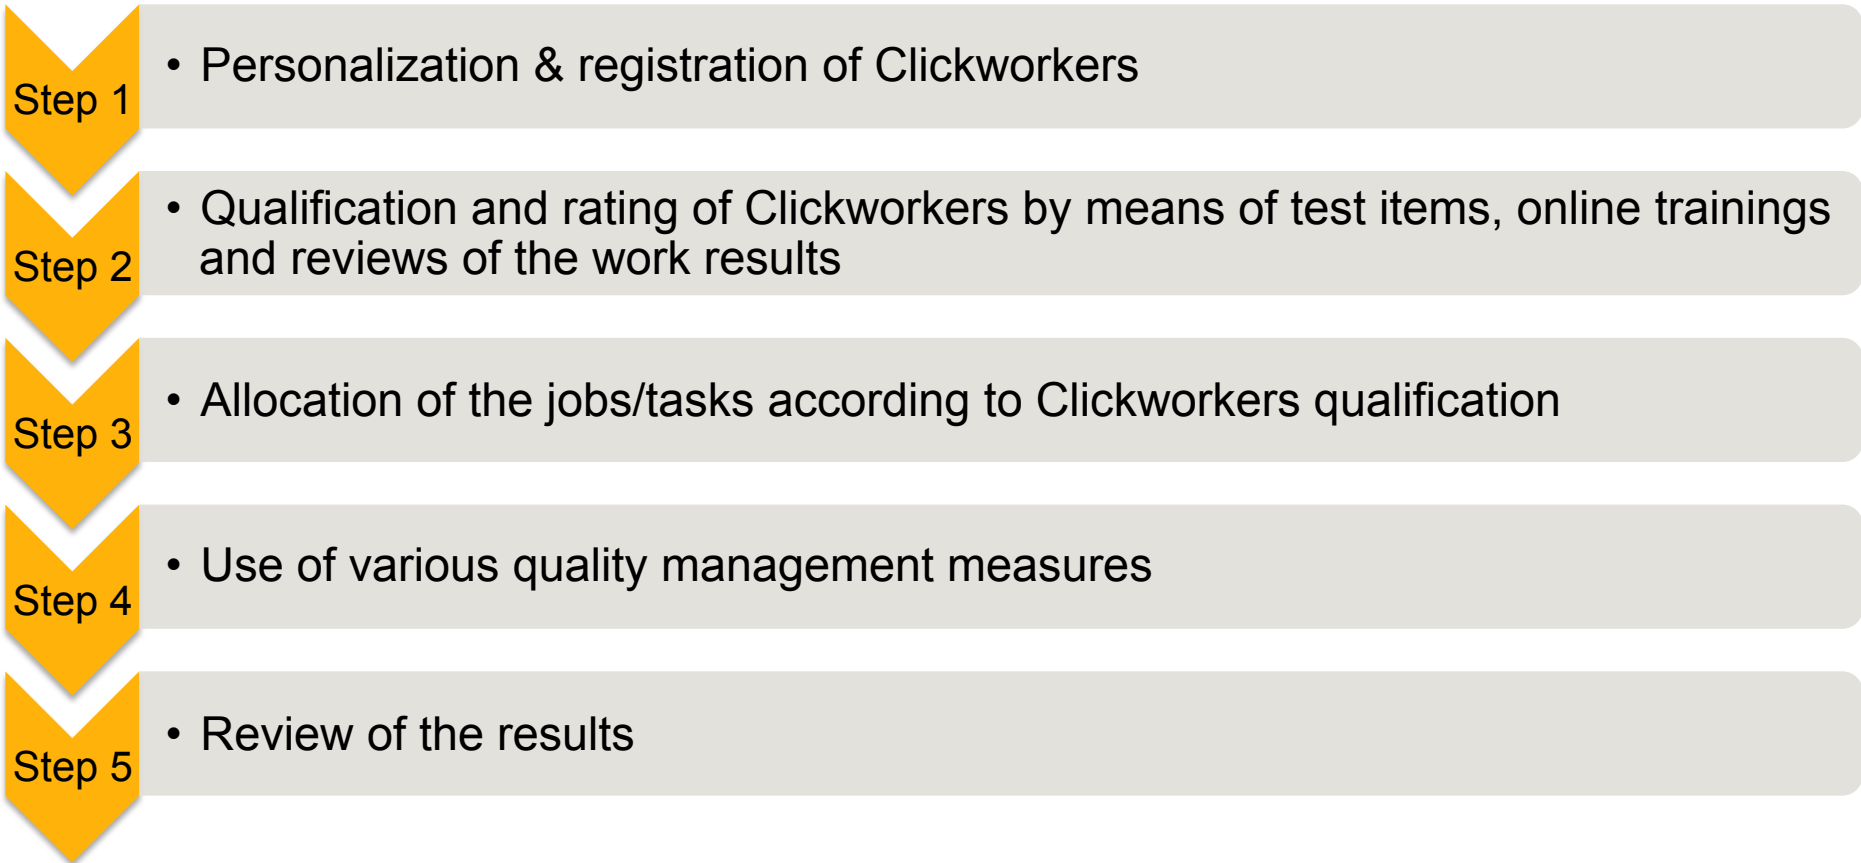 Step 1
• Personalization & registration of Clickworkers
Step 2
• Qualification and rating of Clickworkers by means of test items, online trainings
and reviews of the work results
Step 3
• Allocation of the jobs/tasks according to Clickworkers qualification
Step 4
• Use of various quality management measures
Step 5
• Review of the results